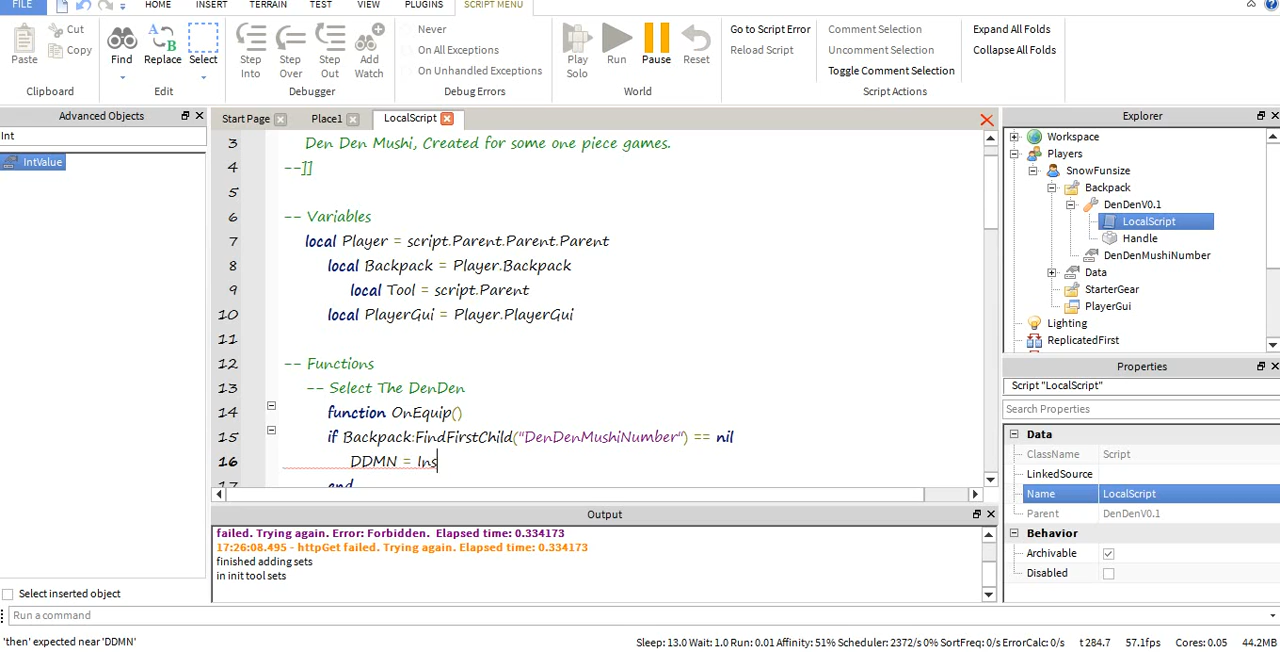 FILE HOME INSERT TERRAIN TEST VIEW PLUGINS SCRIPT MENU
Paste Cut Copy Find Replace Select Step Into Step Over Step Out Add Watch
Never
On All Exceptions
On Unhandled Exceptions
Play Solo Run Pause Reset
Go to Script Error
Reload Script
Comment Selection
Uncomment Selection
Toggle Comment Selection
Expand All Folds
Collapse All Folds
Clipboard Edit Debugger Debug Errors World Script Actions
Advanced Objects
Int
IntValue
Select inserted object
Start Page Place1 LocalScript
3 Den Den Mushi, Created for some one piece games.
4 --]]
5
6 -- Variables
7 local Player = script.Parent.Parent.Parent
8 local Backpack = Player.Backpack
9 local Tool = script.Parent
10 local PlayerGui = Player.PlayerGui
11
12 -- Functions
13 -- Select The DenDen
14 function OnEquip()
15 if Backpack:FindFirstChild("DenDenMushiNumber") == nil
16 DDMN = Ins
17 end
Output
failed. Trying again. Error: Forbidden. Elapsed time: 0.334173
17:26:08.495 - httpGet failed. Trying again. Elapsed time: 0.334173
finished adding sets
in init tool sets
Explorer
Workspace
Players
SnowFunsize
Backpack
DenDenV0.1
LocalScript
Handle
DenDenMushiNumber
Data
StarterGear
PlayerGui
Lighting
ReplicatedFirst
Properties
Script "LocalScript"
Search Properties
Data
ClassName Script
LinkedSource
Name LocalScript
Parent DenDenV0.1
Behavior
Archivable
Disabled
Run a command
'then' expected near 'DDMN'
Sleep: 13.0 Wait: 1.0 Run: 0.01 Affinity: 51% Scheduler: 2372/s 0% SortFreq: 0/s ErrorCalc: 0/s t 284.7 57.1fps Cores: 0.05 44.2MB